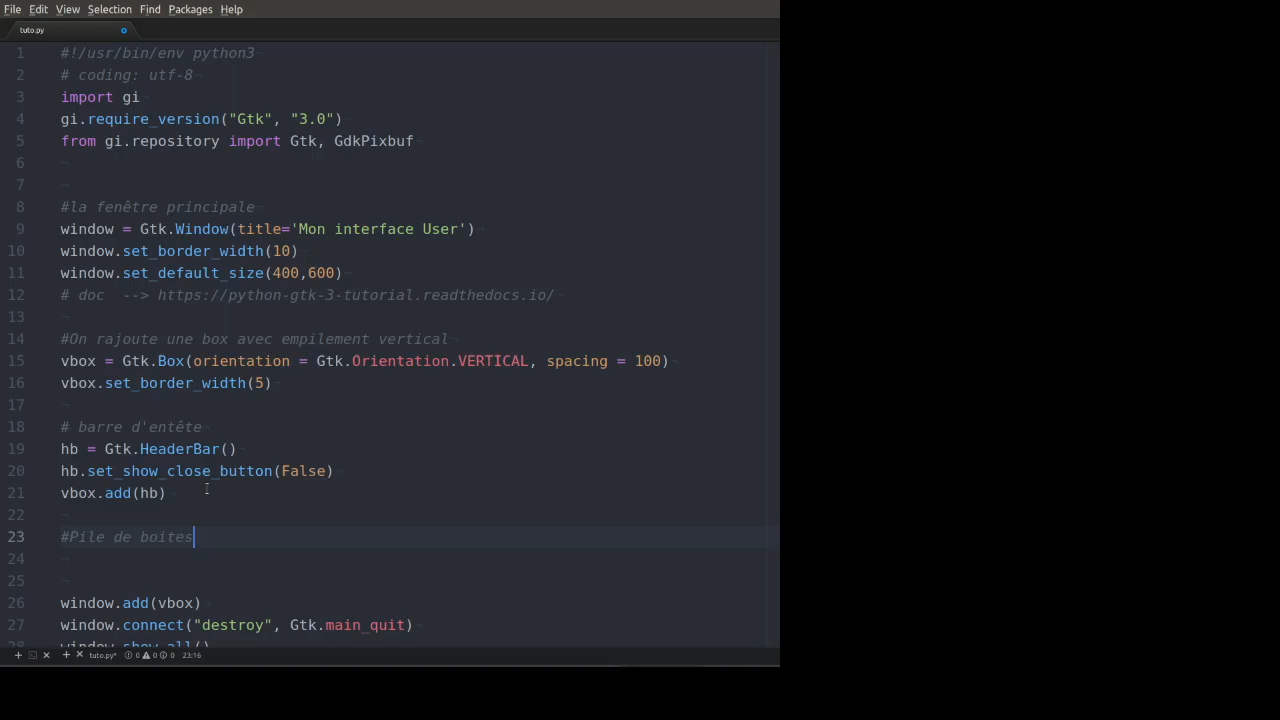 File Edit View Selection Find Packages Help
tuto.py
1 #!/usr/bin/env python3
2 # coding: utf-8
3 import gi
4 gi.require_version("Gtk", "3.0")
5 from gi.repository import Gtk, GdkPixbuf
6
7
8 #la fenêtre principale
9 window = Gtk.Window(title='Mon interface User')
10 window.set_border_width(10)
11 window.set_default_size(400,600)
12 # doc  --> https://python-gtk-3-tutorial.readthedocs.io/
13
14 #On rajoute une box avec empilement vertical
15 vbox = Gtk.Box(orientation = Gtk.Orientation.VERTICAL, spacing = 100)
16 vbox.set_border_width(5)
17
18 # barre d'entête
19 hb = Gtk.HeaderBar()
20 hb.set_show_close_button(False)
21 vbox.add(hb)
22
23 #Pile de boites
24
25
26 window.add(vbox)
27 window.connect("destroy", Gtk.main_quit)
28 window.show_all()
tuto.py* 0 0 0 23:16